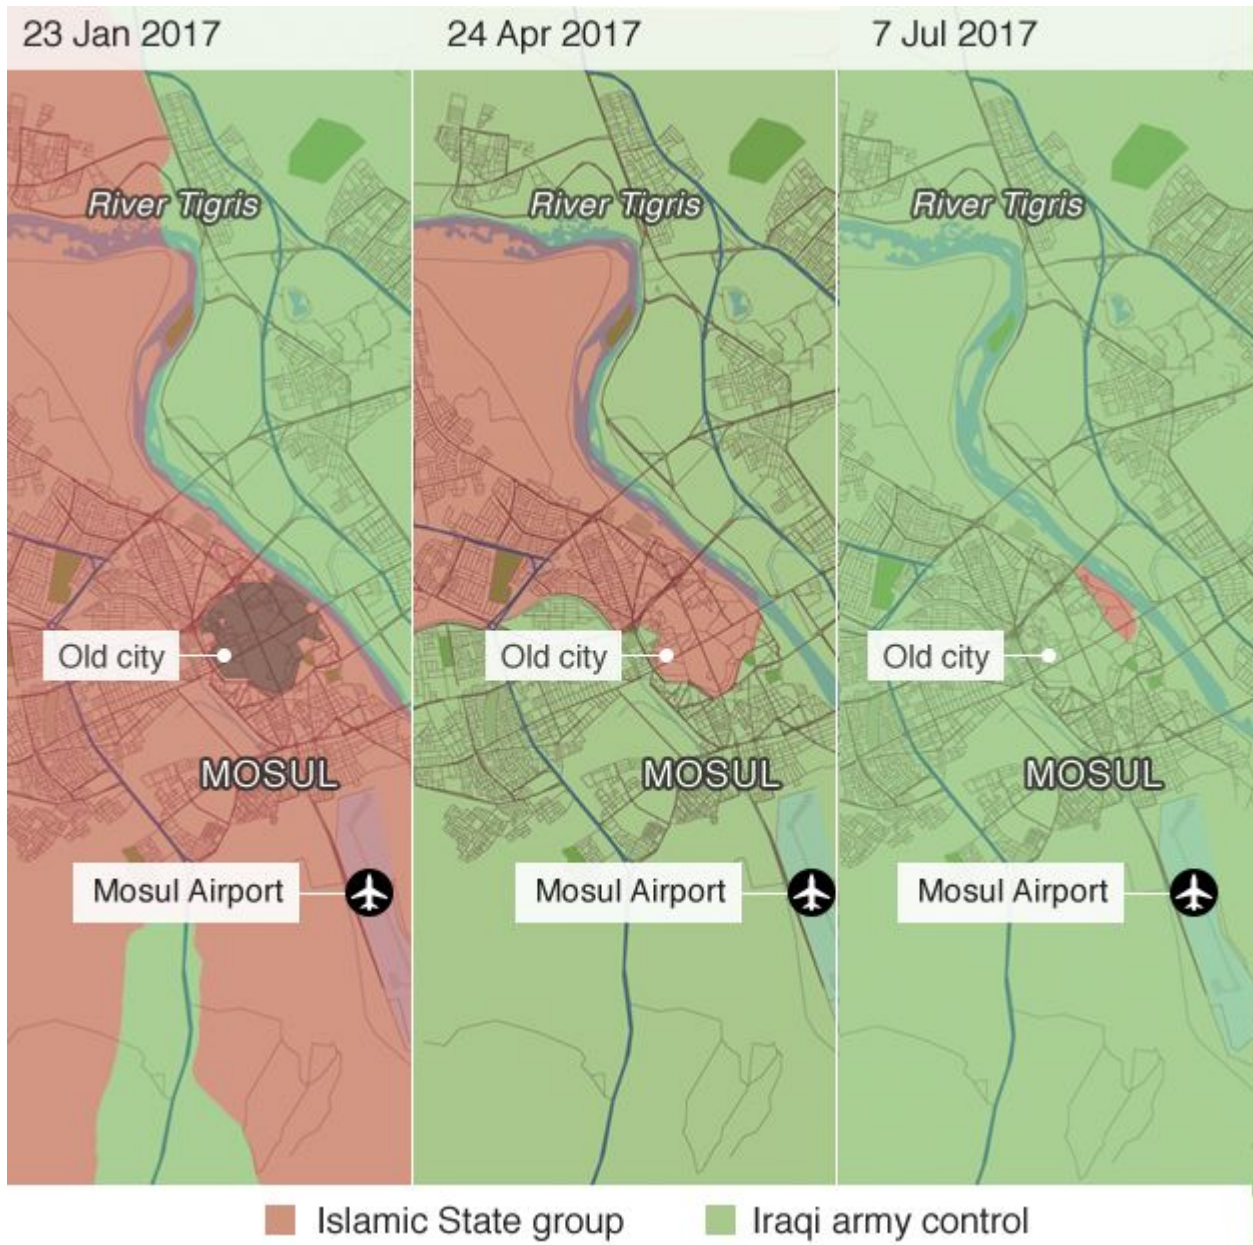 23 Jan 2017
24 Apr 2017
7 Jul 2017
River Tigris
River Tigris
River Tigris
Old city
Old city
Old city
MOSUL
MOSUL
MOSUL
Mosul Airport
Mosul Airport
Mosul Airport
Islamic State group
Iraqi army control